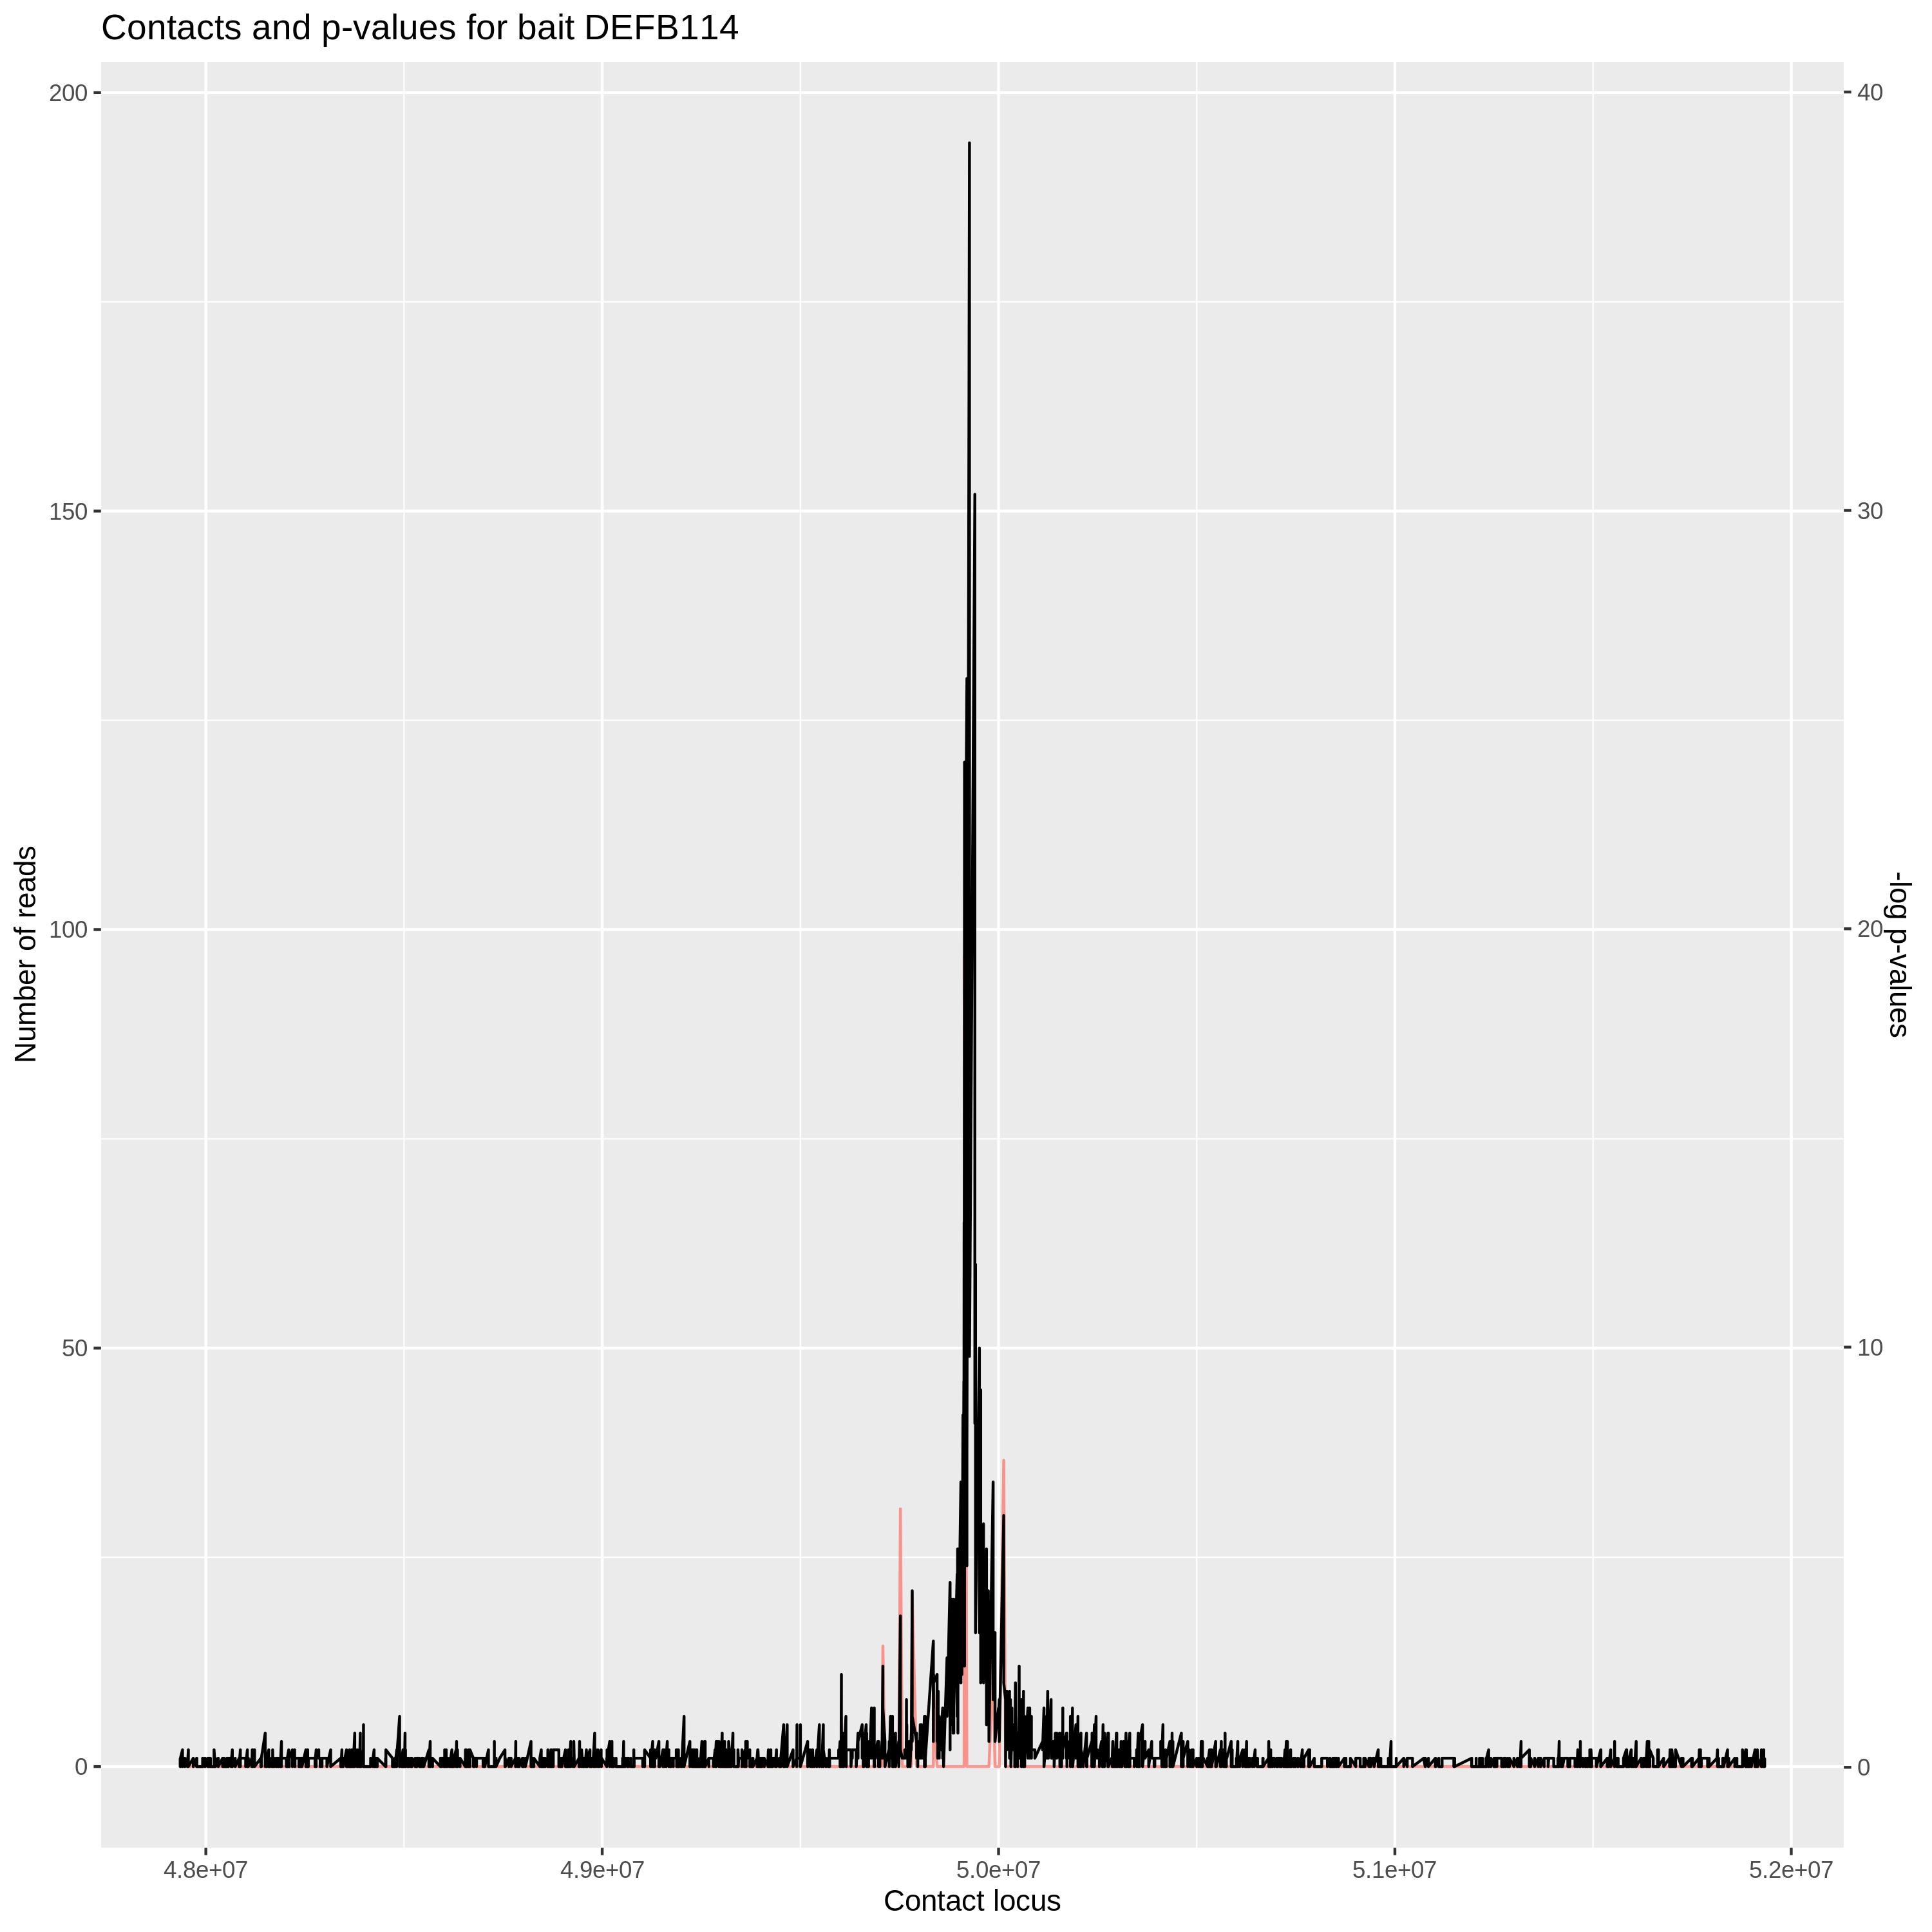 Contacts and p-values for bait DEFB114
200
150
100
50
0
40
30
20
10
0
Number of reads
-log p-values
4.8e+07
4.9e+07
5.0e+07
5.1e+07
5.2e+07
Contact locus